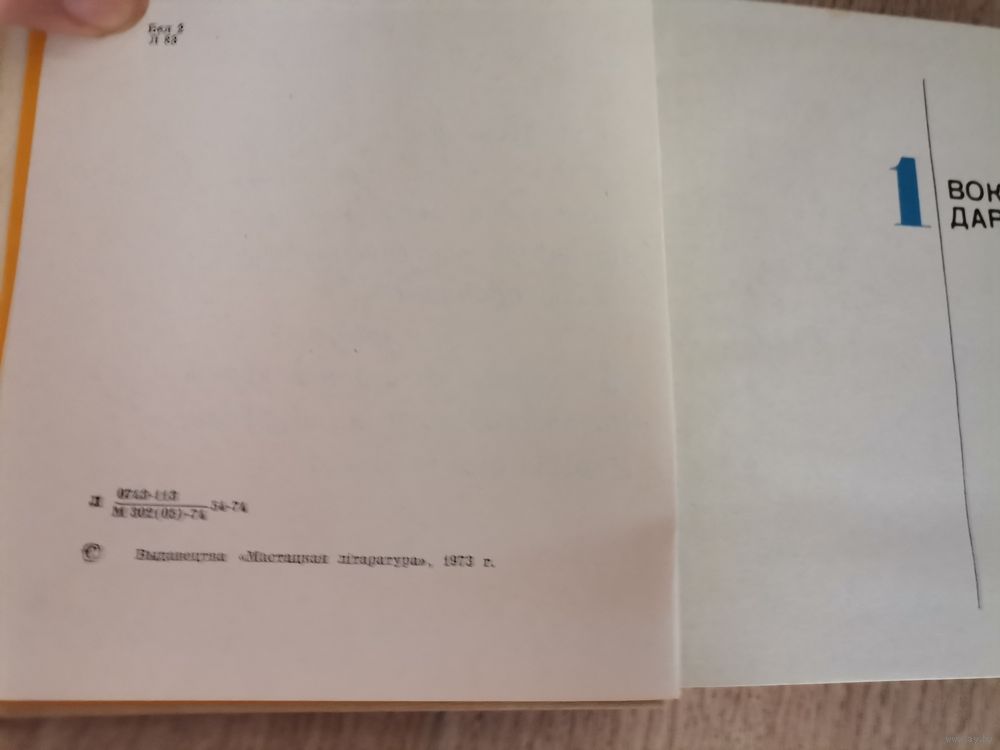 Бел 2
Л 83
Л 0743-113
М 302(05)-74 54-74
© Выдавецтва «Мастацкая літаратура», 1973 г.
1
ВОК
ДАР